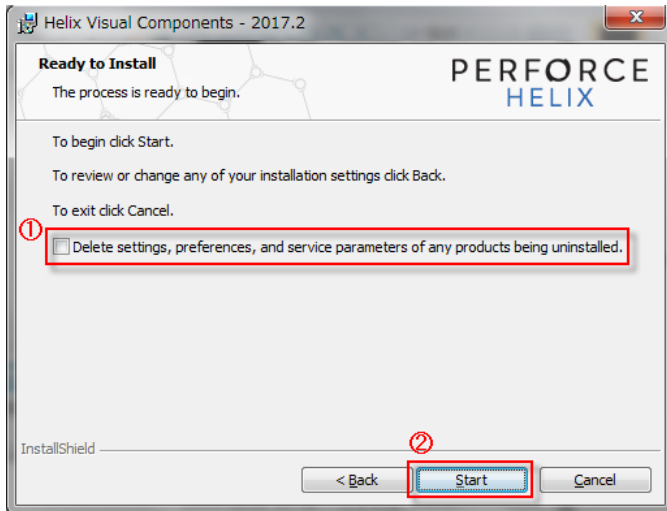 Helix Visual Components - 2017.2
Ready to Install
The process is ready to begin.
PERFORCE
HELIX
To begin click Start.
To review or change any of your installation settings click Back.
To exit click Cancel.
①
Delete settings, preferences, and service parameters of any products being uninstalled.
InstallShield
②
< Back
Start
Cancel